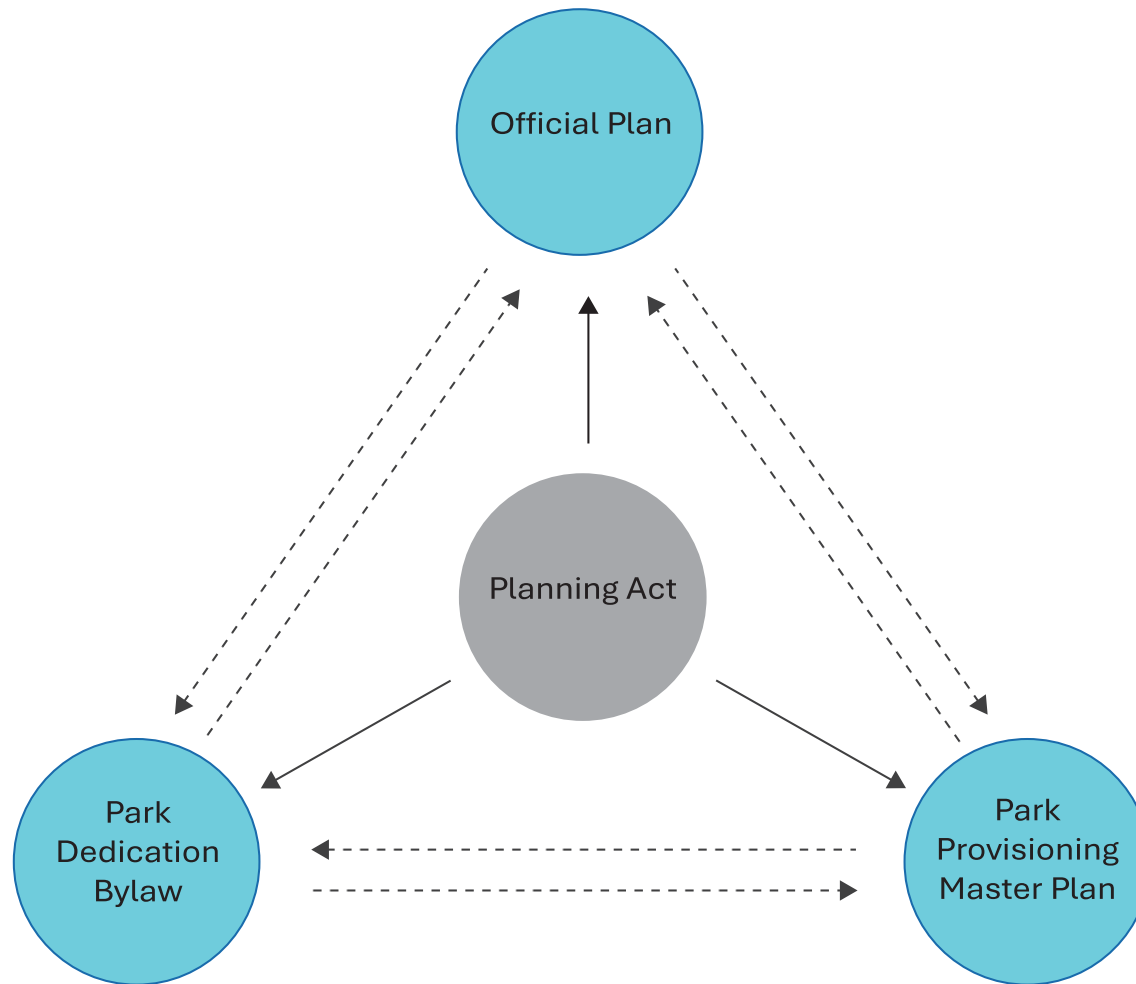 Official Plan
Planning Act
Park
Dedication
Bylaw
Park
Provisioning
Master Plan